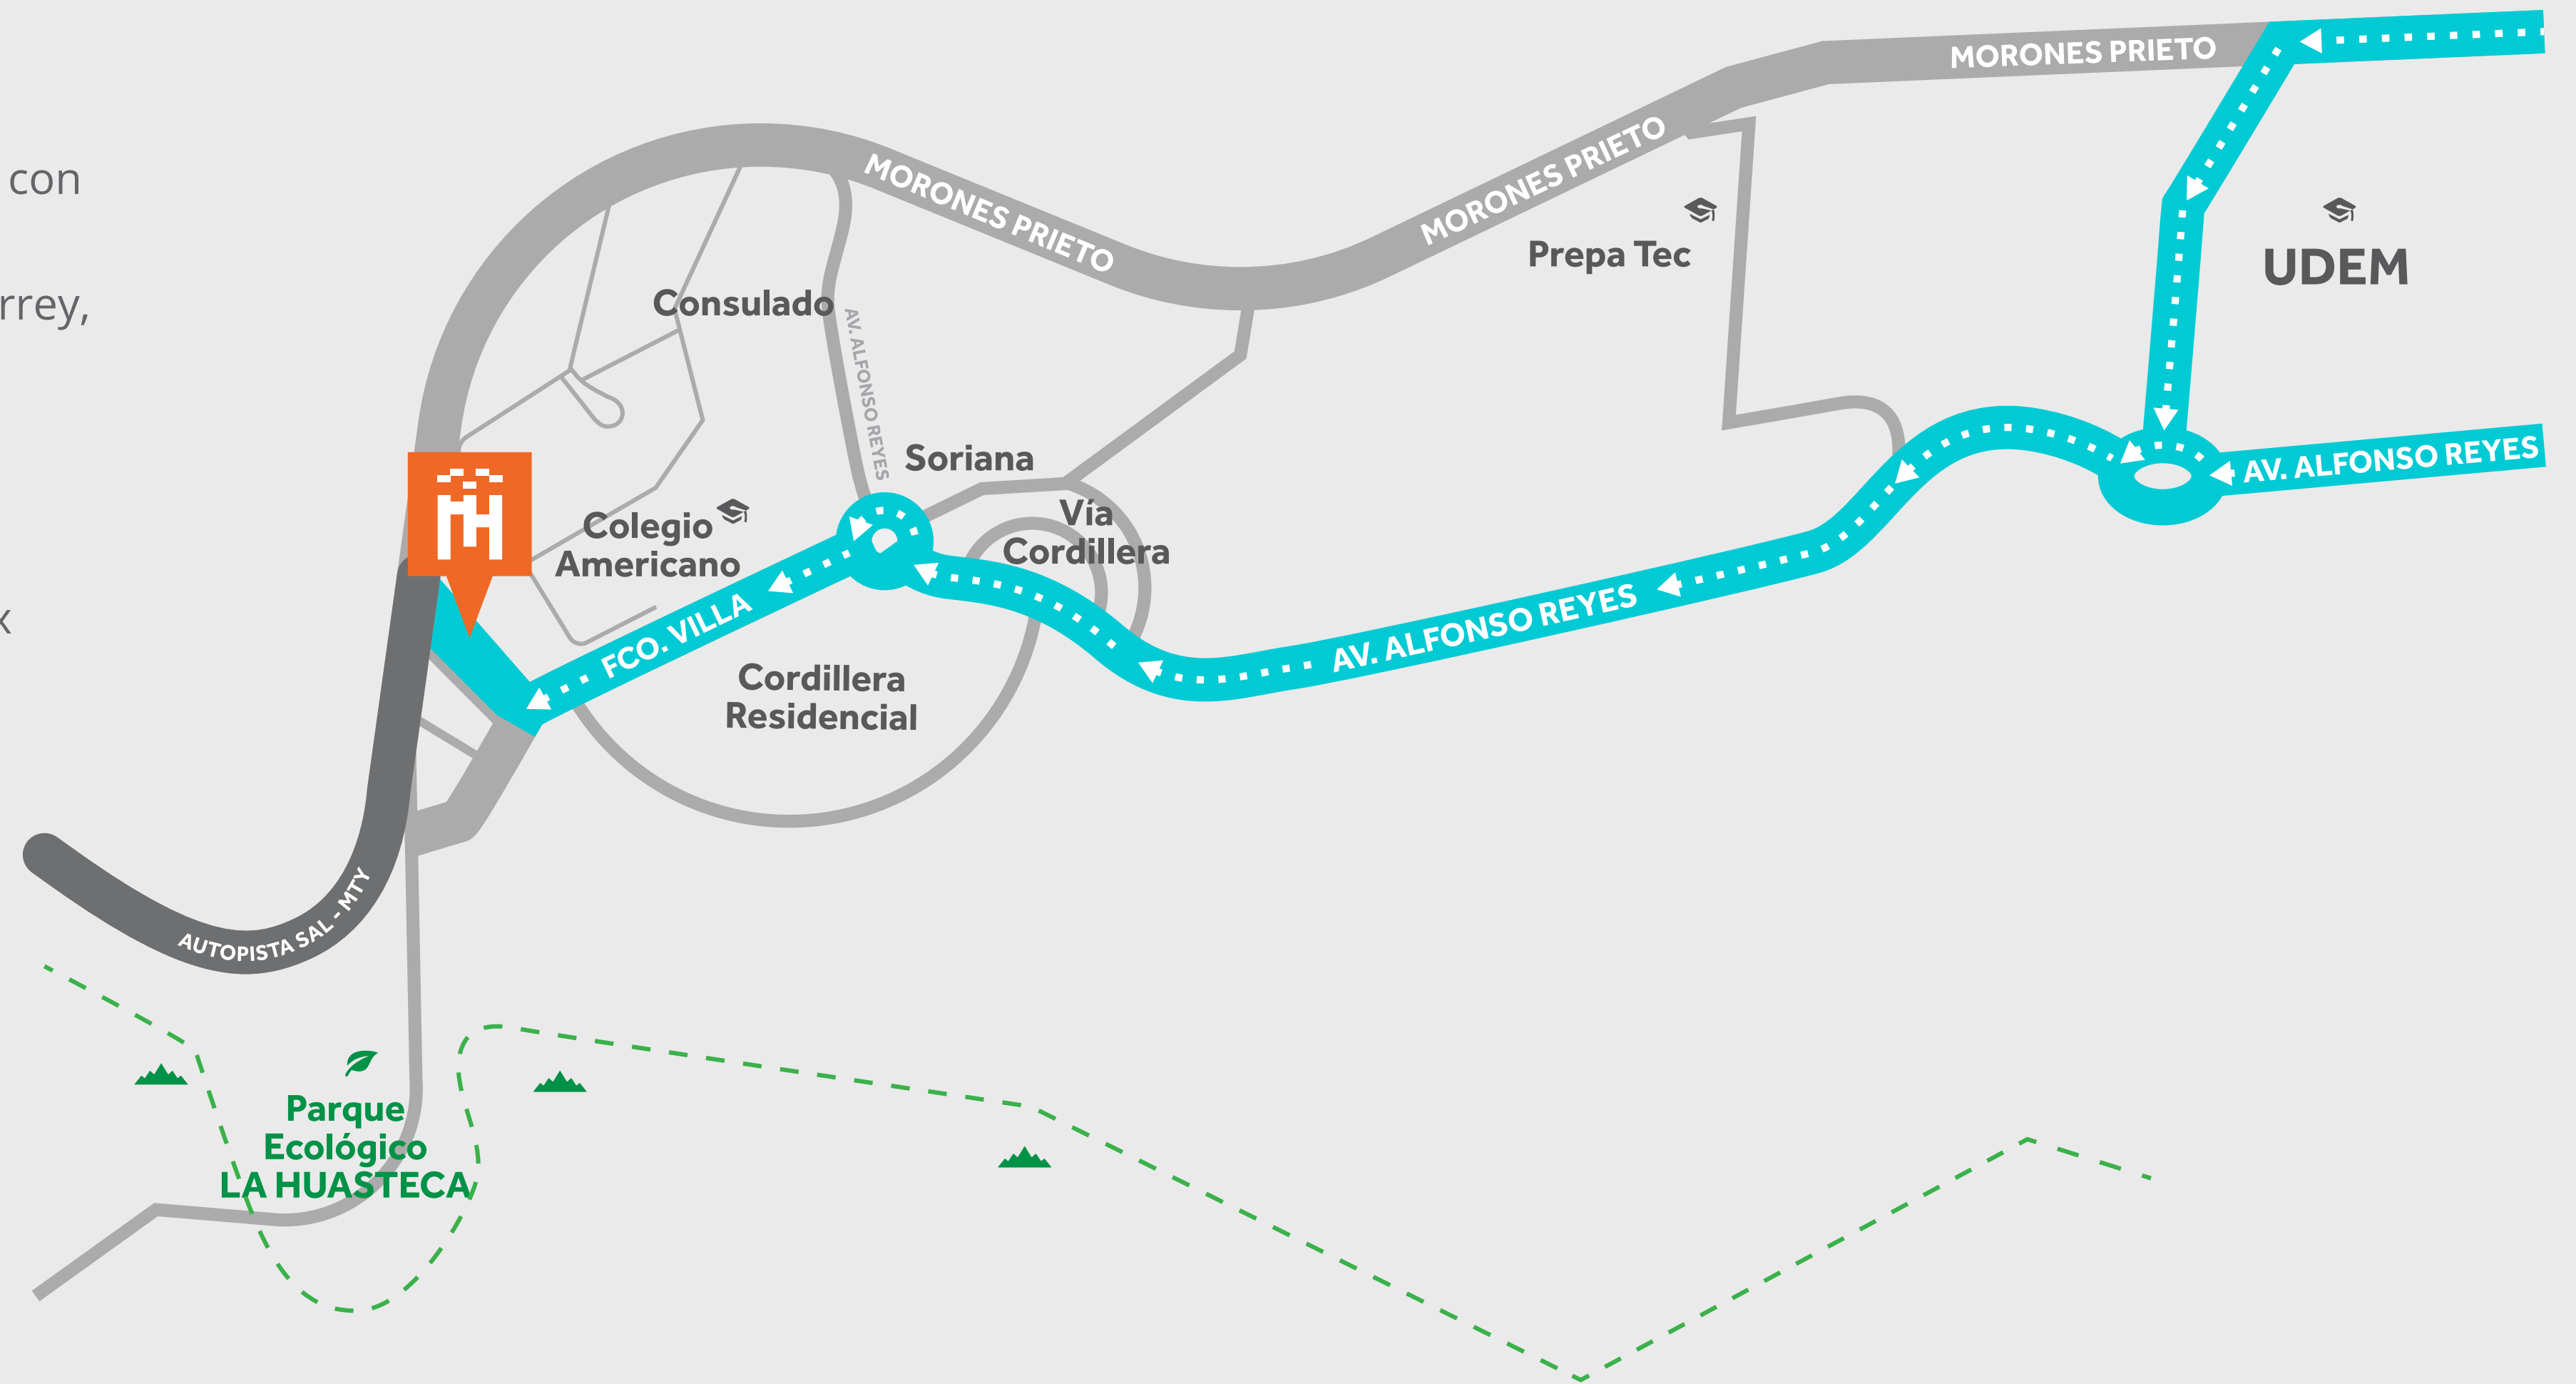 con
rrey,
x
MORONES PRIETO
MORONES PRIETO
MORONES PRIETO
Prepa Tec
UDEM
Consulado
AV. ALFONSO REYES
Soriana
AV. ALFONSO REYES
Vía
Cordillera
Colegio
Americano
AV. ALFONSO REYES
FCO. VILLA
Cordillera
Residencial
AUTOPISTA SAL - MTY
Parque
Ecológico
LA HUASTECA